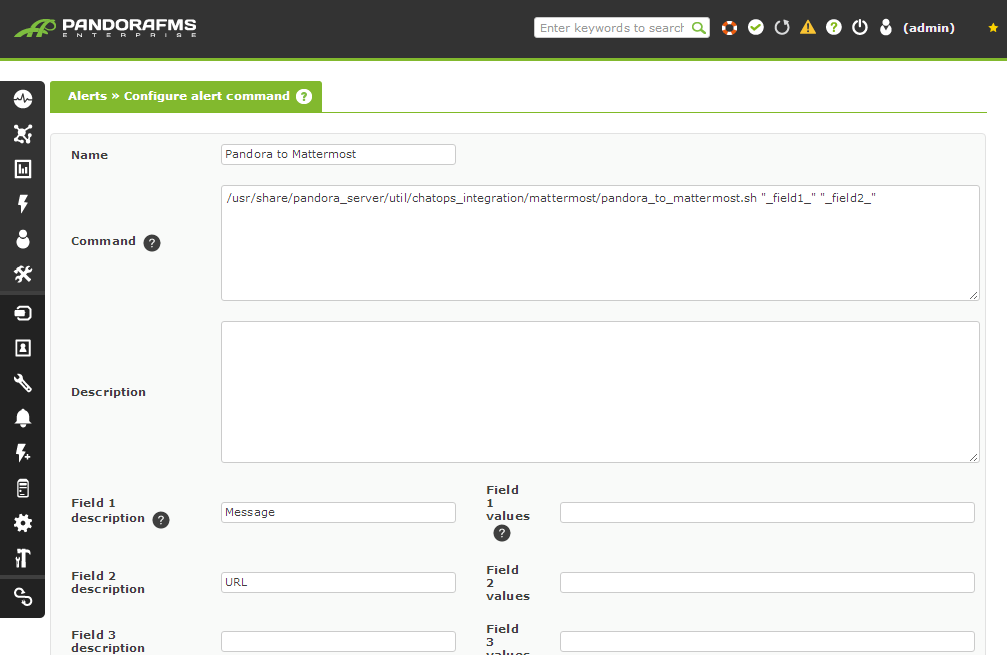 PANDORAFMS
ENTERPRISE
Enter keywords to search
(admin)
Alerts » Configure alert command ?
Name
Pandora to Mattermost
Command ?
/usr/share/pandora_server/util/chatops_integration/mattermost/pandora_to_mattermost.sh "_field1_" "_field2_"
Description
Field 1
description ?
Message
Field
1
values
?
Field 2
description
URL
Field
2
values
Field 3
description
Field
3
values